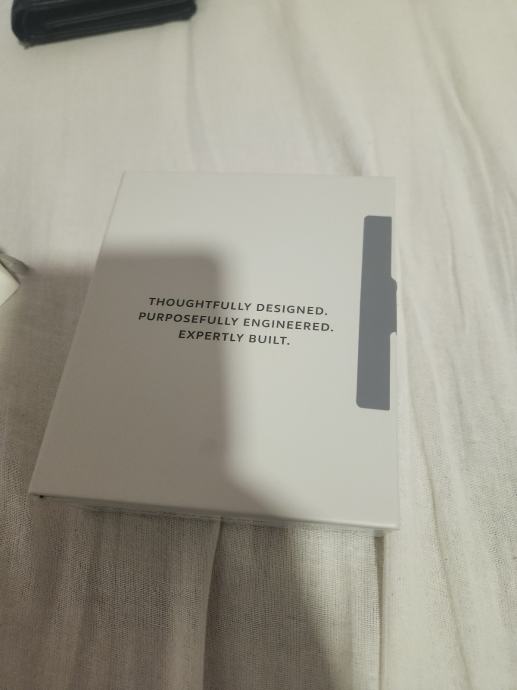 THOUGHTFULLY DESIGNED.
PURPOSEFULLY ENGINEERED.
EXPERTLY BUILT.